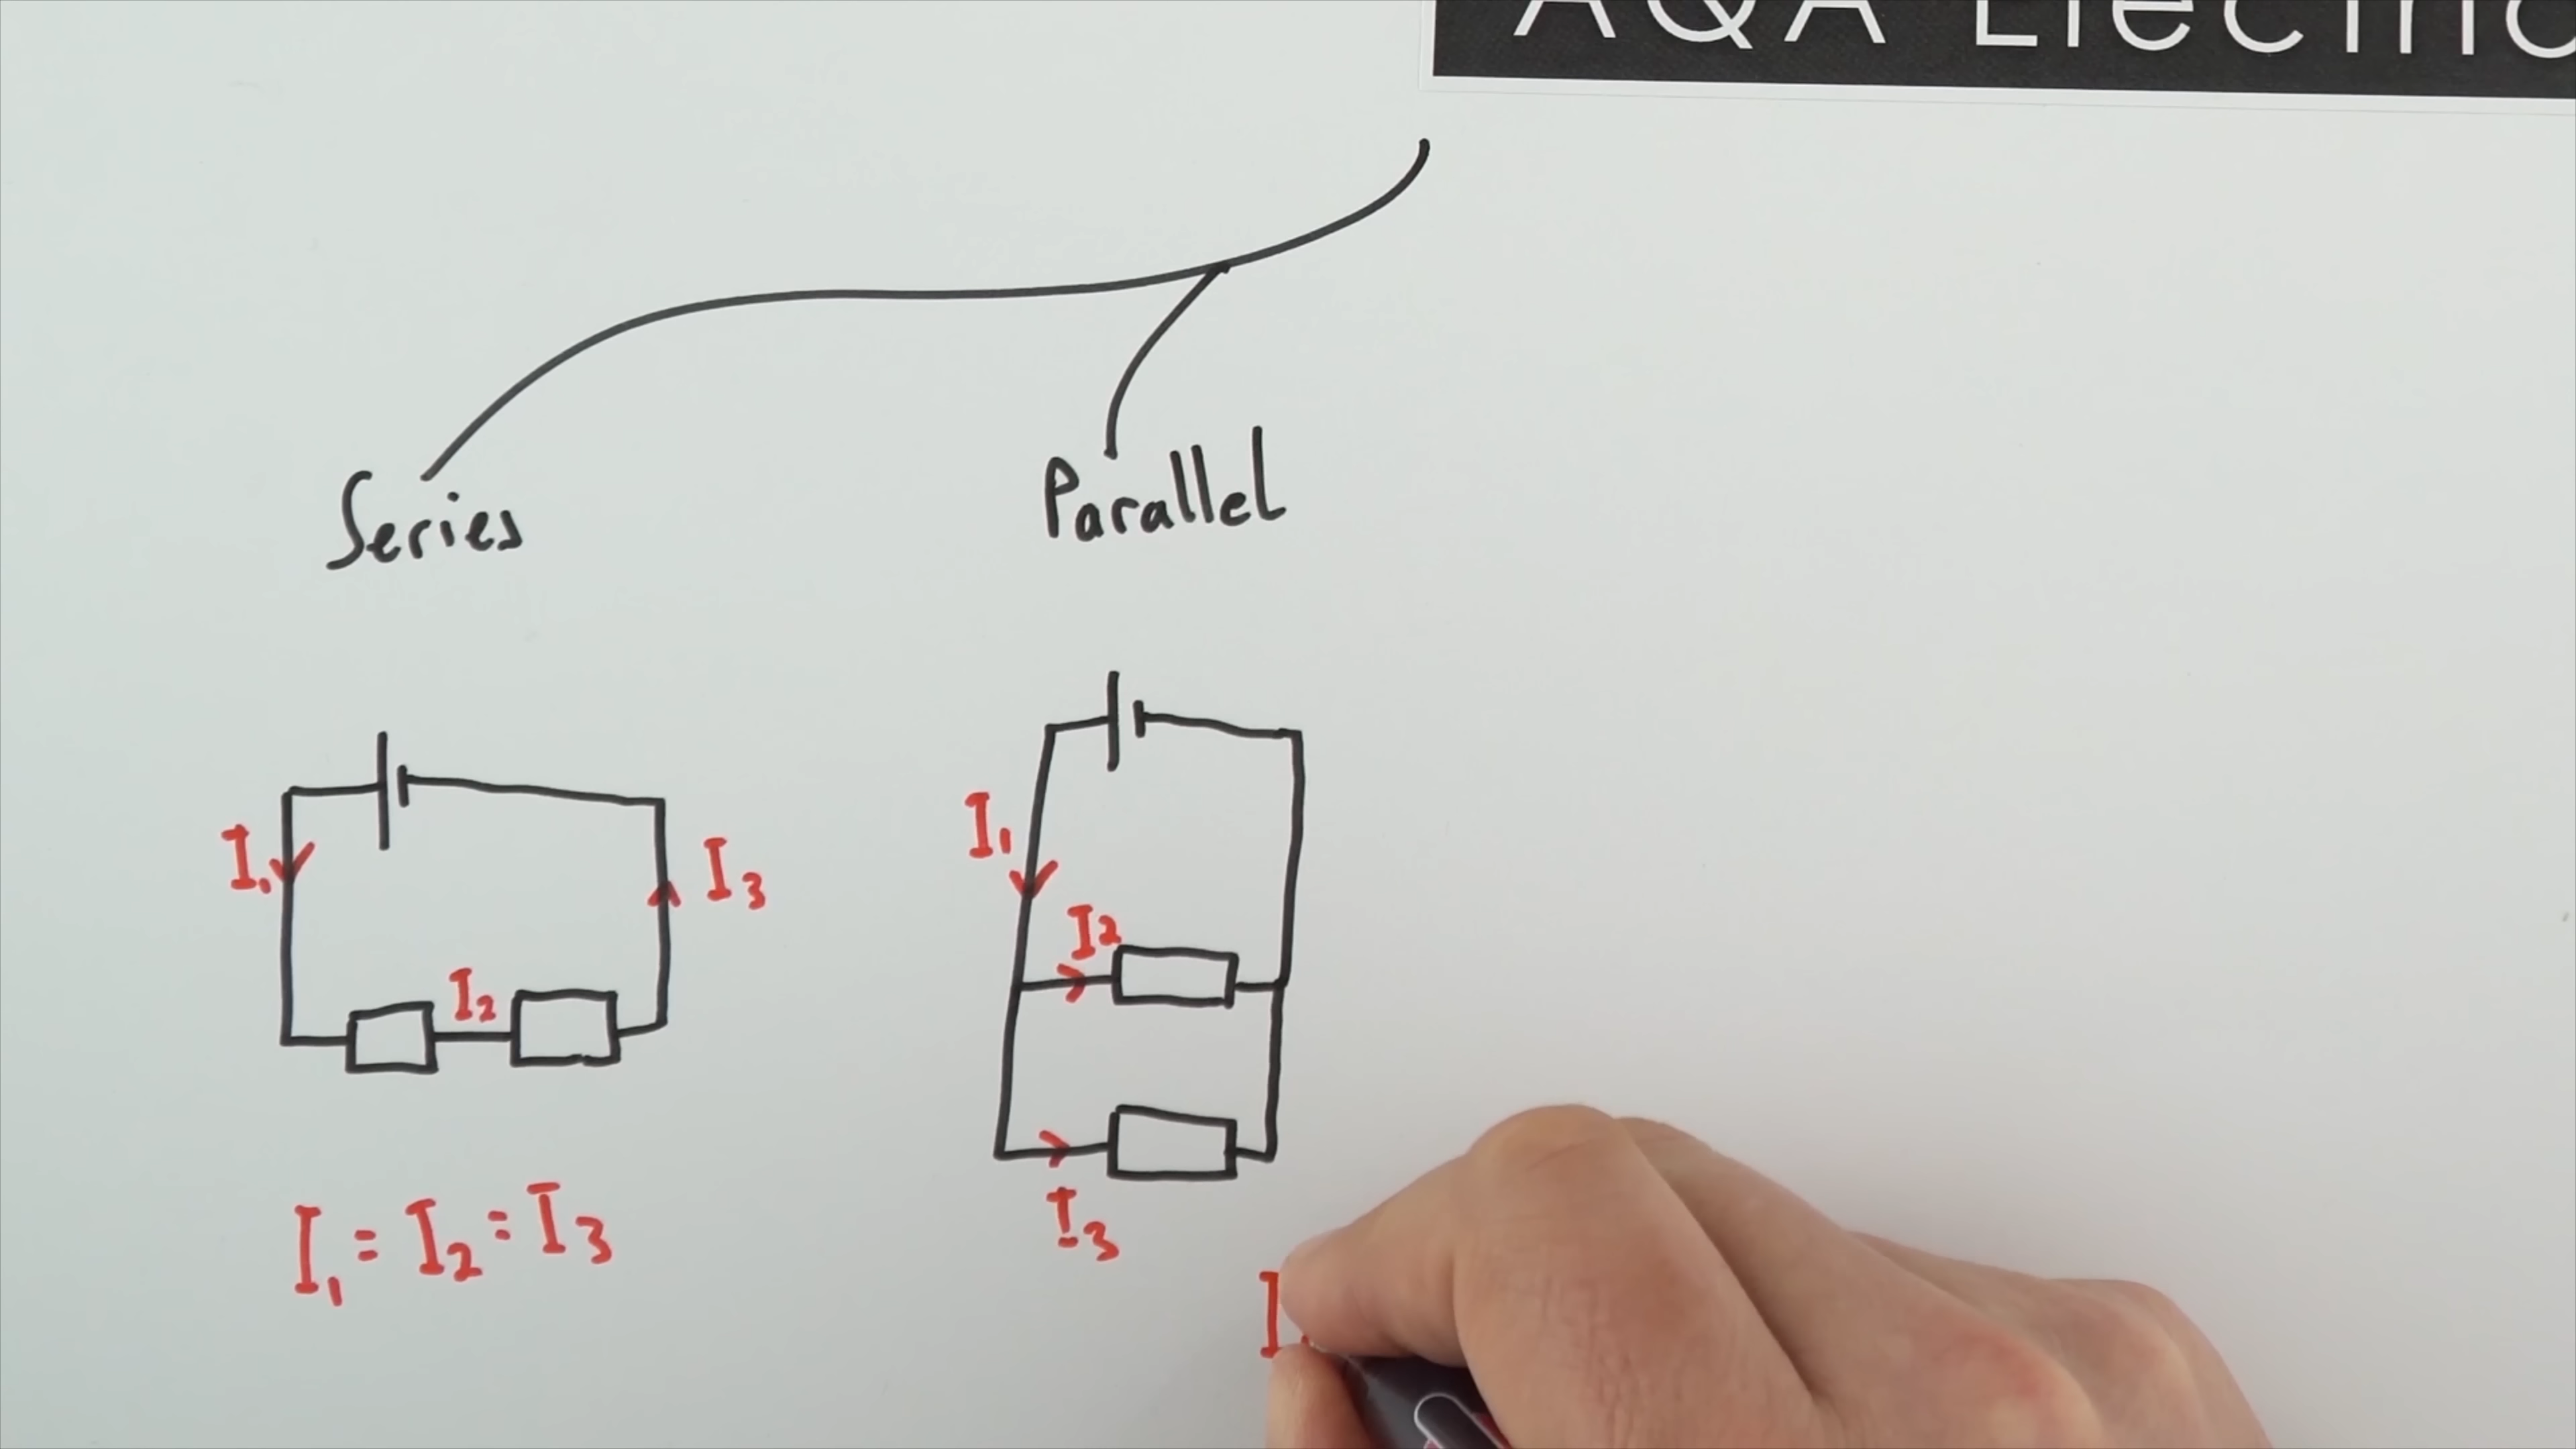 AQA Electric
Series
Parallel
I₁
I₃
I₂
I₁
I₂
I₃
I₁ = I₂ = I₃
I